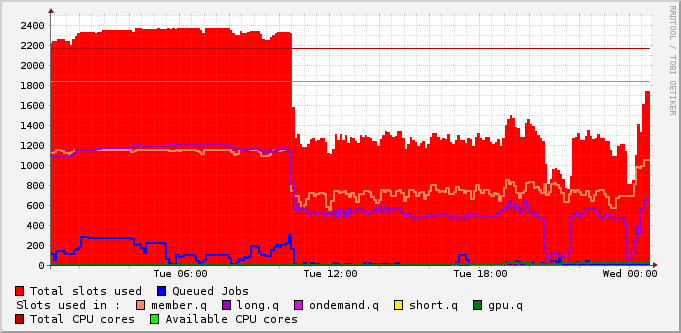 2400
2200
2000
1800
1600
1400
1200
1000
800
600
400
200
0
Tue 06:00 Tue 12:00 Tue 18:00 Wed 00:00
Total slots used Queued Jobs
Slots used in : member.q long.q ondemand.q short.q gpu.q
Total CPU cores Available CPU cores
RRDTOOL / TOBI OETIKER